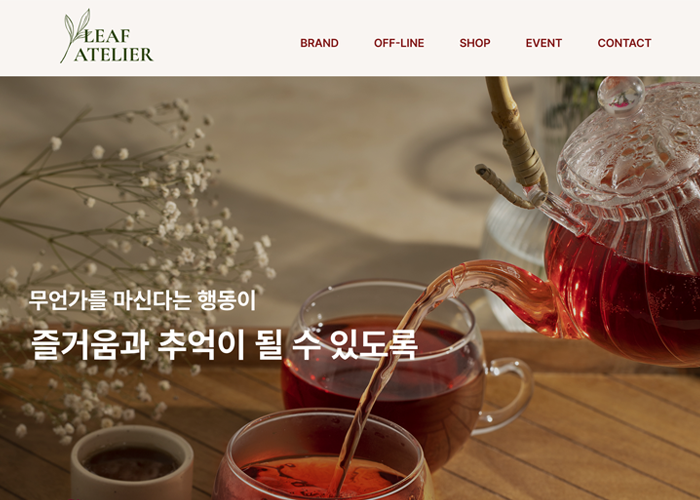 LEAF
ATELIER
BRAND OFF-LINE SHOP EVENT CONTACT
무언가를 마신다는 행동이
즐거움과 추억이 될 수 있도록